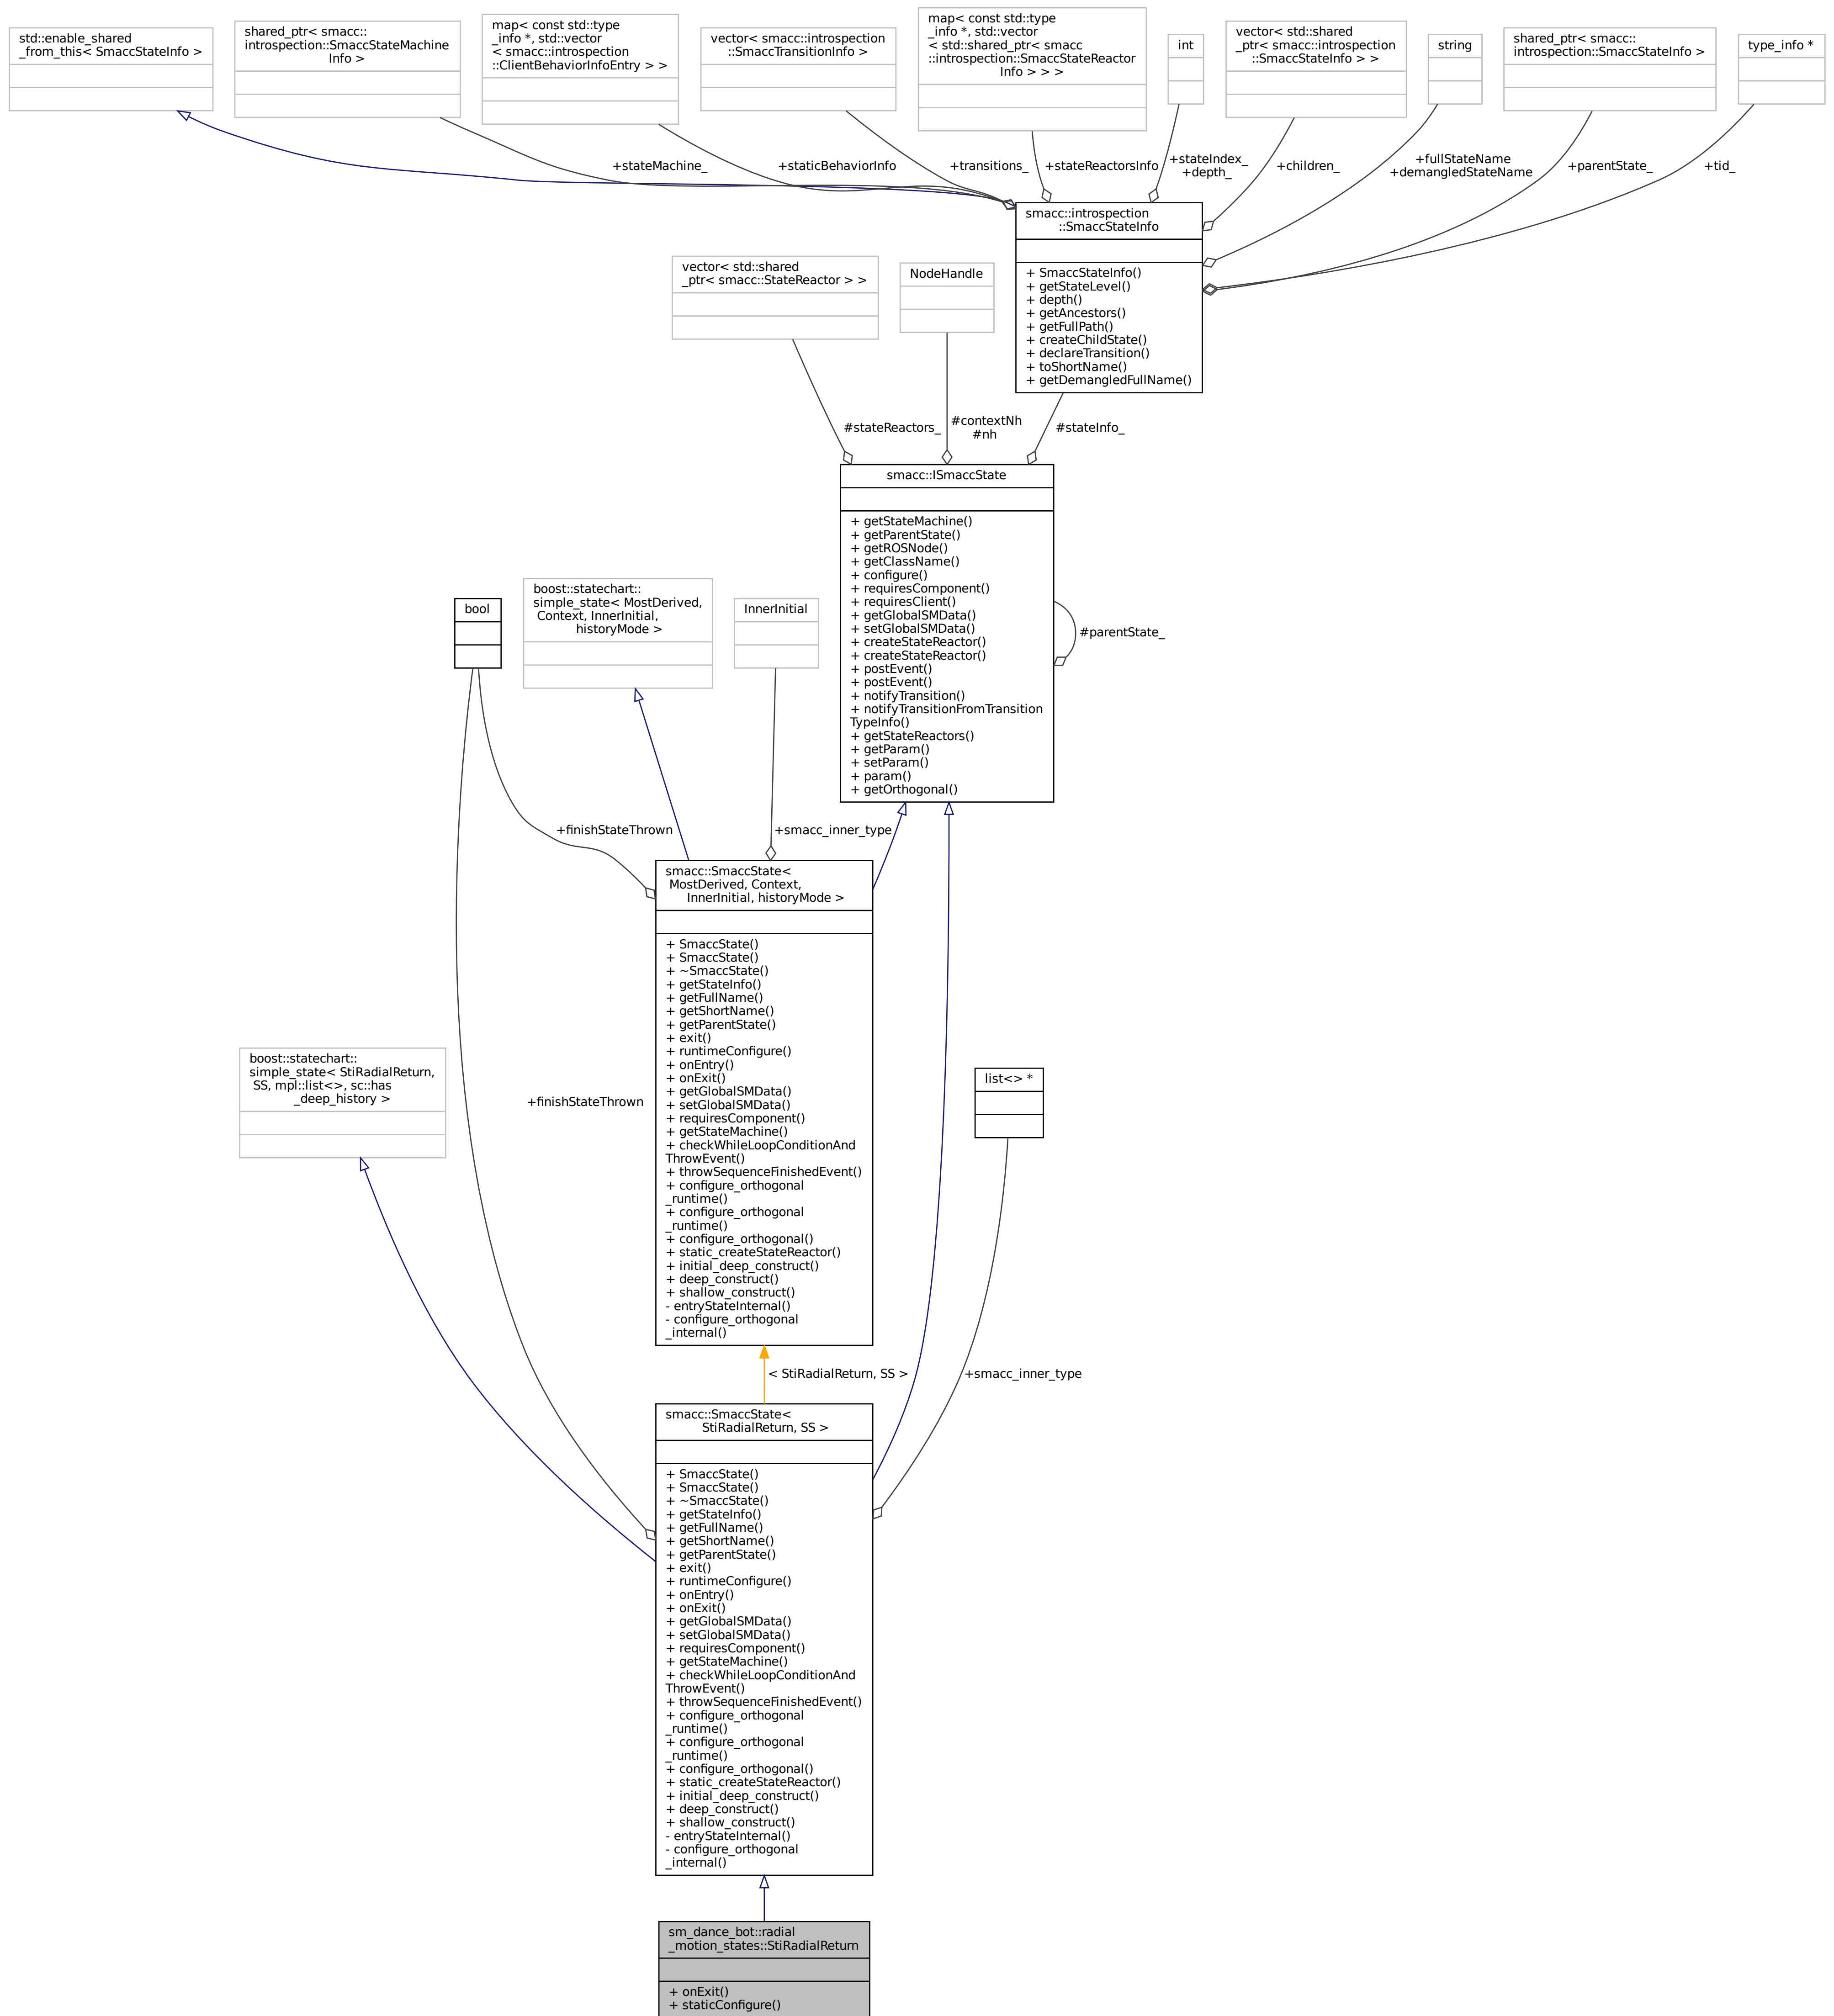 std::enable_shared
_from_this< SmaccStateInfo >
shared_ptr< smacc::
introspection::SmaccStateMachine
Info >
map< const std::type
_info *, std::vector
< smacc::introspection
::ClientBehaviorInfoEntry > >
vector< smacc::introspection
::SmaccTransitionInfo >
map< const std::type
_info *, std::vector
< std::shared_ptr< smacc
::introspection::SmaccStateReactor
Info > > >
int
vector< std::shared
_ptr< smacc::introspection
::SmaccStateInfo > >
string
shared_ptr< smacc::
introspection::SmaccStateInfo >
type_info *
+stateMachine_
+staticBehaviorInfo
+transitions_
+stateReactorsInfo
+stateIndex_
+depth_
+children_
+fullStateName
+demangledStateName
+parentState_
+tid_
smacc::introspection
::SmaccStateInfo
+ SmaccStateInfo()
+ getStateLevel()
+ depth()
+ getAncestors()
+ getFullPath()
+ createChildState()
+ declareTransition()
+ toShortName()
+ getDemangledFullName()
vector< std::shared
_ptr< smacc::StateReactor > >
NodeHandle
#stateReactors_
#contextNh
#nh
#stateInfo_
smacc::ISmaccState
+ getStateMachine()
+ getParentState()
+ getROSNode()
+ getClassName()
+ configure()
+ requiresComponent()
+ requiresClient()
+ getGlobalSMData()
+ setGlobalSMData()
+ createStateReactor()
+ createStateReactor()
+ postEvent()
+ postEvent()
+ notifyTransition()
+ notifyTransitionFromTransition
TypeInfo()
+ getStateReactors()
+ getParam()
+ setParam()
+ param()
+ getOrthogonal()
#parentState_
bool
boost::statechart::
simple_state< MostDerived,
Context, InnerInitial,
historyMode >
InnerInitial
+finishStateThrown
+smacc_inner_type
smacc::SmaccState<
MostDerived, Context,
InnerInitial, historyMode >
+ SmaccState()
+ SmaccState()
+ ~SmaccState()
+ getStateInfo()
+ getFullName()
+ getShortName()
+ getParentState()
+ exit()
+ runtimeConfigure()
+ onEntry()
+ onExit()
+ getGlobalSMData()
+ setGlobalSMData()
+ requiresComponent()
+ getStateMachine()
+ checkWhileLoopConditionAnd
ThrowEvent()
+ throwSequenceFinishedEvent()
+ configure_orthogonal
_runtime()
+ configure_orthogonal
_runtime()
+ configure_orthogonal()
+ static_createStateReactor()
+ initial_deep_construct()
+ deep_construct()
+ shallow_construct()
- entryStateInternal()
- configure_orthogonal
_internal()
boost::statechart::
simple_state< StiRadialReturn,
SS, mpl::list<>, sc::has
_deep_history >
+finishStateThrown
list<> *
< StiRadialReturn, SS >
+smacc_inner_type
smacc::SmaccState<
StiRadialReturn, SS >
+ SmaccState()
+ SmaccState()
+ ~SmaccState()
+ getStateInfo()
+ getFullName()
+ getShortName()
+ getParentState()
+ exit()
+ runtimeConfigure()
+ onEntry()
+ onExit()
+ getGlobalSMData()
+ setGlobalSMData()
+ requiresComponent()
+ getStateMachine()
+ checkWhileLoopConditionAnd
ThrowEvent()
+ throwSequenceFinishedEvent()
+ configure_orthogonal
_runtime()
+ configure_orthogonal
_runtime()
+ configure_orthogonal()
+ static_createStateReactor()
+ initial_deep_construct()
+ deep_construct()
+ shallow_construct()
- entryStateInternal()
- configure_orthogonal
_internal()
sm_dance_bot::radial
_motion_states::StiRadialReturn
+ onExit()
+ staticConfigure()